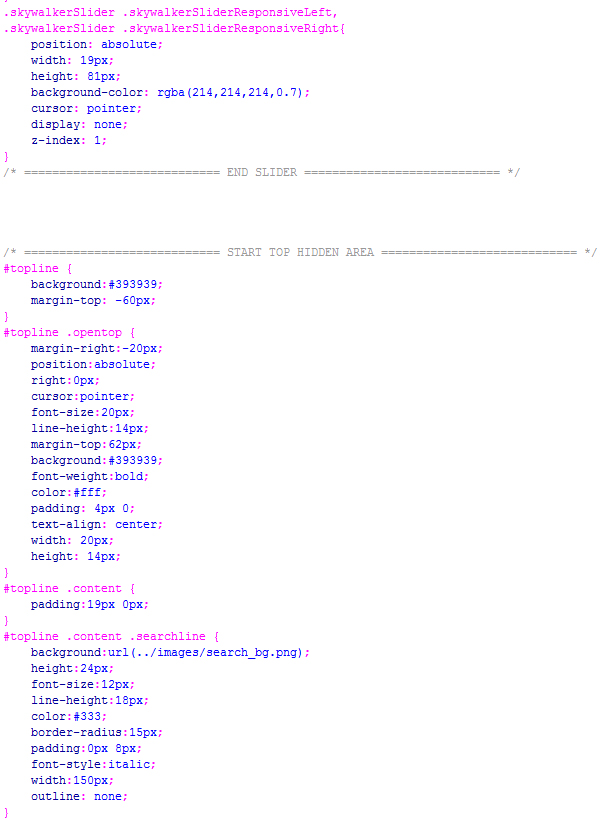 }
.skywalkerSlider .skywalkerSliderResponsiveLeft,
.skywalkerSlider .skywalkerSliderResponsiveRight{
position: absolute;
width: 19px;
height: 81px;
background-color: rgba(214,214,214,0.7);
cursor: pointer;
display: none;
z-index: 1;
}
/* ============================ END SLIDER ============================ */
/* ============================ START TOP HIDDEN AREA ============================ */
#topline {
background:#393939;
margin-top: -60px;
}
#topline .opentop {
margin-right:-20px;
position:absolute;
right:0px;
cursor:pointer;
font-size:20px;
line-height:14px;
margin-top:62px;
background:#393939;
font-weight:bold;
color:#fff;
padding: 4px 0;
text-align: center;
width: 20px;
height: 14px;
}
#topline .content {
padding:19px 0px;
}
#topline .content .searchline {
background:url(../images/search_bg.png);
height:24px;
font-size:12px;
line-height:18px;
color:#333;
border-radius:15px;
padding:0px 8px;
font-style:italic;
width:150px;
outline: none;
}